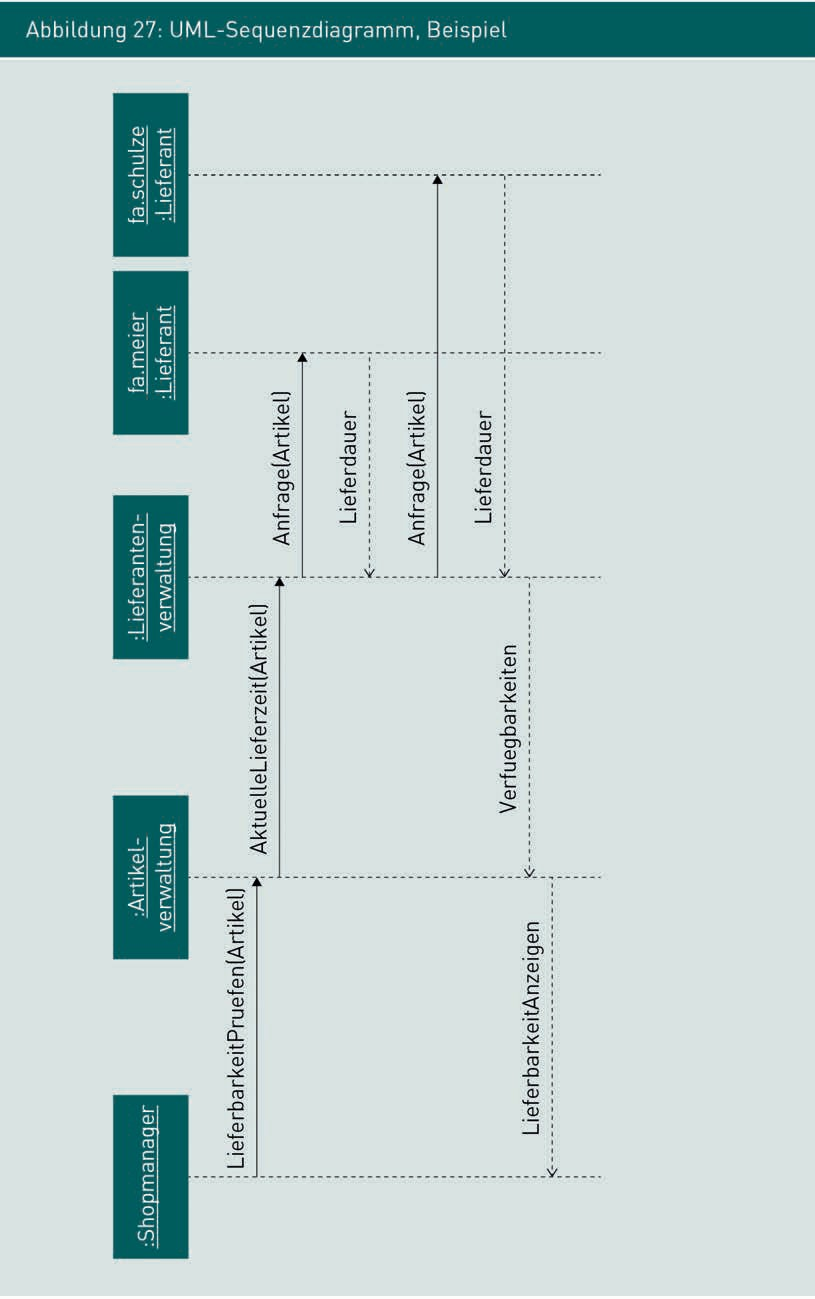 Abbildung 27: UML-Sequenzdiagramm, Beispiel
:Shopmanager
:Artikel-
verwaltung
:Lieferanten-
verwaltung
fa.meier
:Lieferant
fa.schulze
:Lieferant
LieferbarkeitPruefen(Artikel)
AktuelleLieferzeit(Artikel)
Anfrage(Artikel)
Lieferdauer
Anfrage(Artikel)
Lieferdauer
Verfuegbarkeiten
LieferbarkeitAnzeigen